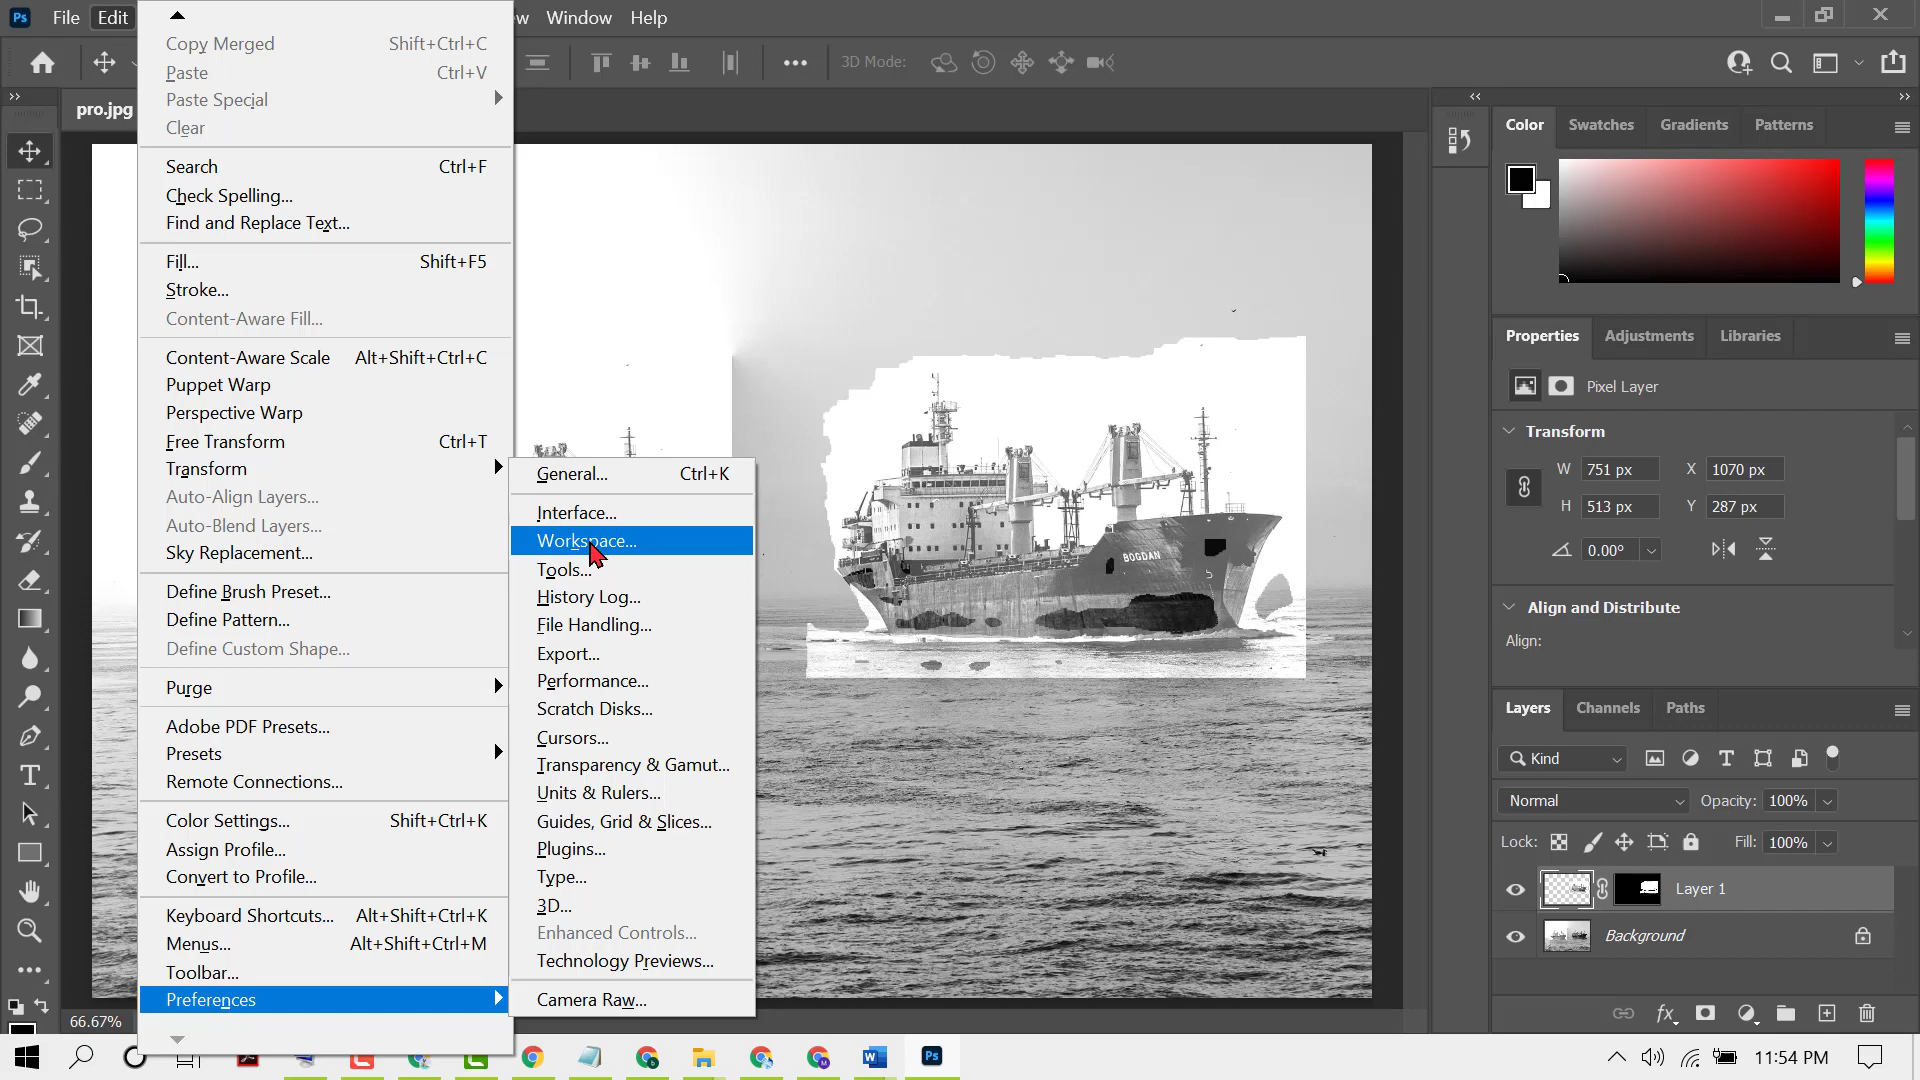 Ps File Edit Window Help
3D Mode:
pro.jpg
Copy Merged Shift+Ctrl+C
Paste Ctrl+V
Paste Special
Clear
Search Ctrl+F
Check Spelling...
Find and Replace Text...
Fill... Shift+F5
Stroke...
Content-Aware Fill...
Content-Aware Scale Alt+Shift+Ctrl+C
Puppet Warp
Perspective Warp
Free Transform Ctrl+T
Transform
Auto-Align Layers...
Auto-Blend Layers...
Sky Replacement...
Define Brush Preset...
Define Pattern...
Define Custom Shape...
Purge
Adobe PDF Presets...
Presets
Remote Connections...
Color Settings... Shift+Ctrl+K
Assign Profile...
Convert to Profile...
Keyboard Shortcuts... Alt+Shift+Ctrl+K
Menus... Alt+Shift+Ctrl+M
Toolbar...
Preferences
General... Ctrl+K
Interface...
Workspace...
Tools...
History Log...
File Handling...
Export...
Performance...
Scratch Disks...
Cursors...
Transparency & Gamut...
Units & Rulers...
Guides, Grid & Slices...
Plugins...
Type...
3D...
Enhanced Controls...
Technology Previews...
Camera Raw...
BOGDAN
Color Swatches Gradients Patterns
Properties Adjustments Libraries
Pixel Layer
Transform
W 751 px X 1070 px
H 513 px Y 287 px
0.00°
Align and Distribute
Align:
Layers Channels Paths
Kind
Normal Opacity: 100%
Lock: Fill: 100%
Layer 1
Background
fx
66.67%
Ps 11:54 PM